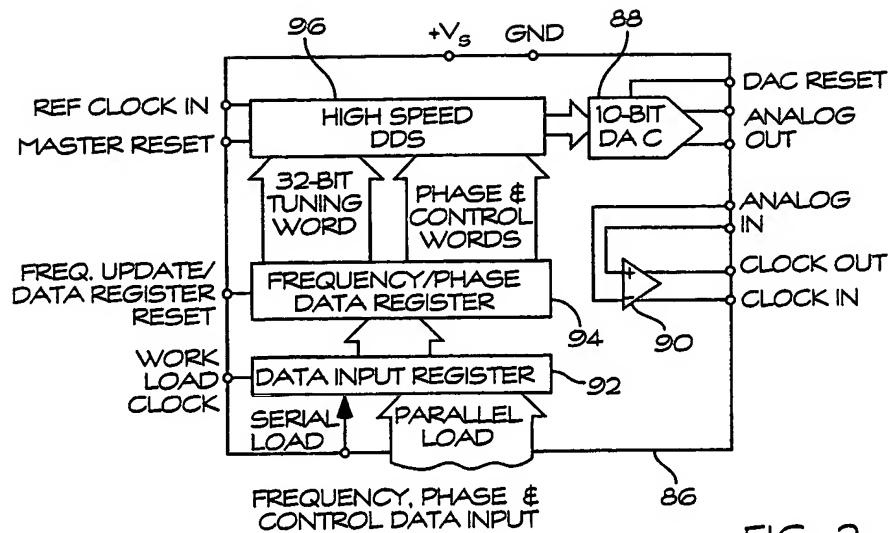 96
+Vs
GND
88
REF CLOCK IN
MASTER RESET
HIGH SPEED
DDS
10-BIT
DAC
DAC RESET
ANALOG
OUT
32-BIT
TUNING
WORD
PHASE &
CONTROL
WORDS
ANALOG
IN
FREQ. UPDATE/
DATA REGISTER
RESET
FREQUENCY/PHASE
DATA REGISTER
+
-
CLOCK OUT
CLOCK IN
94
90
WORK
LOAD
CLOCK
DATA INPUT REGISTER
92
SERIAL
LOAD
PARALLEL
LOAD
86
FREQUENCY, PHASE &
CONTROL DATA INPUT